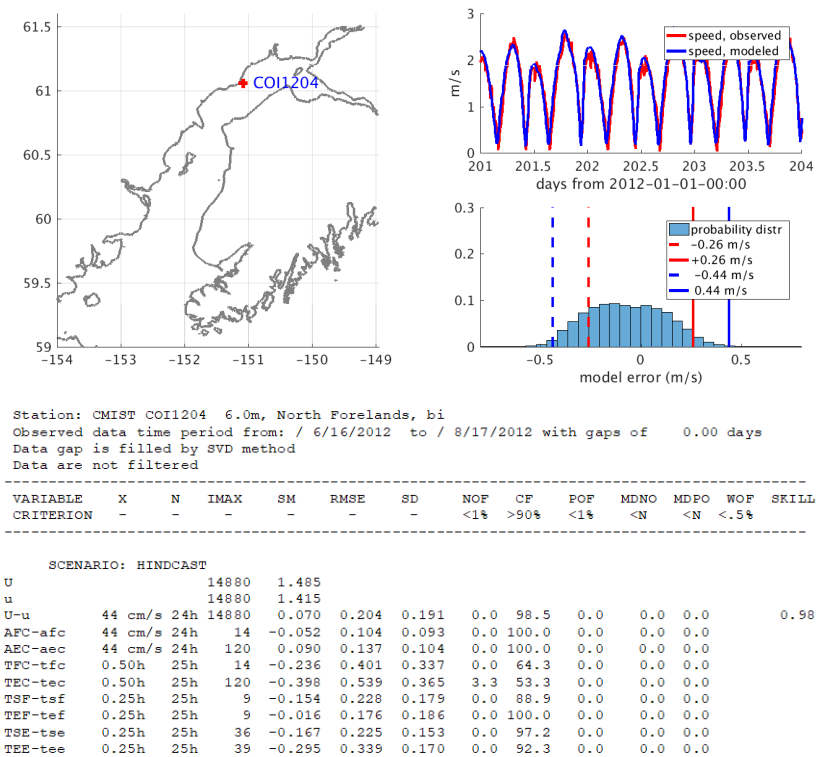 61.5
61
60.5
60
59.5
59
-154
-153
-152
-151
-150
-149
COI1204
3
2
1
0
m/s
201
201.5
202
202.5
203
203.5
204
days from 2012-01-01-00:00
speed, observed
speed, modeled
0.3
0.2
0.1
0
-0.5
0
0.5
model error (m/s)
probability distr
-0.26 m/s
+0.26 m/s
-0.44 m/s
0.44 m/s
Station: CMIST COI1204 6.0m, North Forelands, bi
Observed data time period from: / 6/16/2012 to / 8/17/2012 with gaps of 0.00 days
Data gap is filled by SVD method
Data are not filtered
VARIABLE X N IMAX SM RMSE SD NOF CF POF MDNO MDPO WOF SKILL
CRITERION - - - - - - <1% >90% <1% <N <N <.5%
SCENARIO: HINDCAST
U 14880 1.485
u 14880 1.415
U-u 44 cm/s 24h 14880 0.070 0.204 0.191 0.0 98.5 0.0 0.0 0.0 0.98
AFC-afc 44 cm/s 24h 14 -0.052 0.104 0.093 0.0 100.0 0.0 0.0 0.0
AEC-aec 44 cm/s 24h 120 0.090 0.137 0.104 0.0 100.0 0.0 0.0 0.0
TFC-tfc 0.50h 25h 14 -0.236 0.401 0.337 0.0 64.3 0.0 0.0 0.0
TEC-tec 0.50h 25h 120 -0.398 0.539 0.365 3.3 53.3 0.0 0.0 0.0
TSF-tsf 0.25h 25h 9 -0.154 0.228 0.179 0.0 88.9 0.0 0.0 0.0
TEF-tef 0.25h 25h 9 -0.016 0.176 0.186 0.0 100.0 0.0 0.0 0.0
TSE-tse 0.25h 25h 36 -0.167 0.225 0.153 0.0 97.2 0.0 0.0 0.0
TEE-tee 0.25h 25h 39 -0.295 0.339 0.170 0.0 92.3 0.0 0.0 0.0